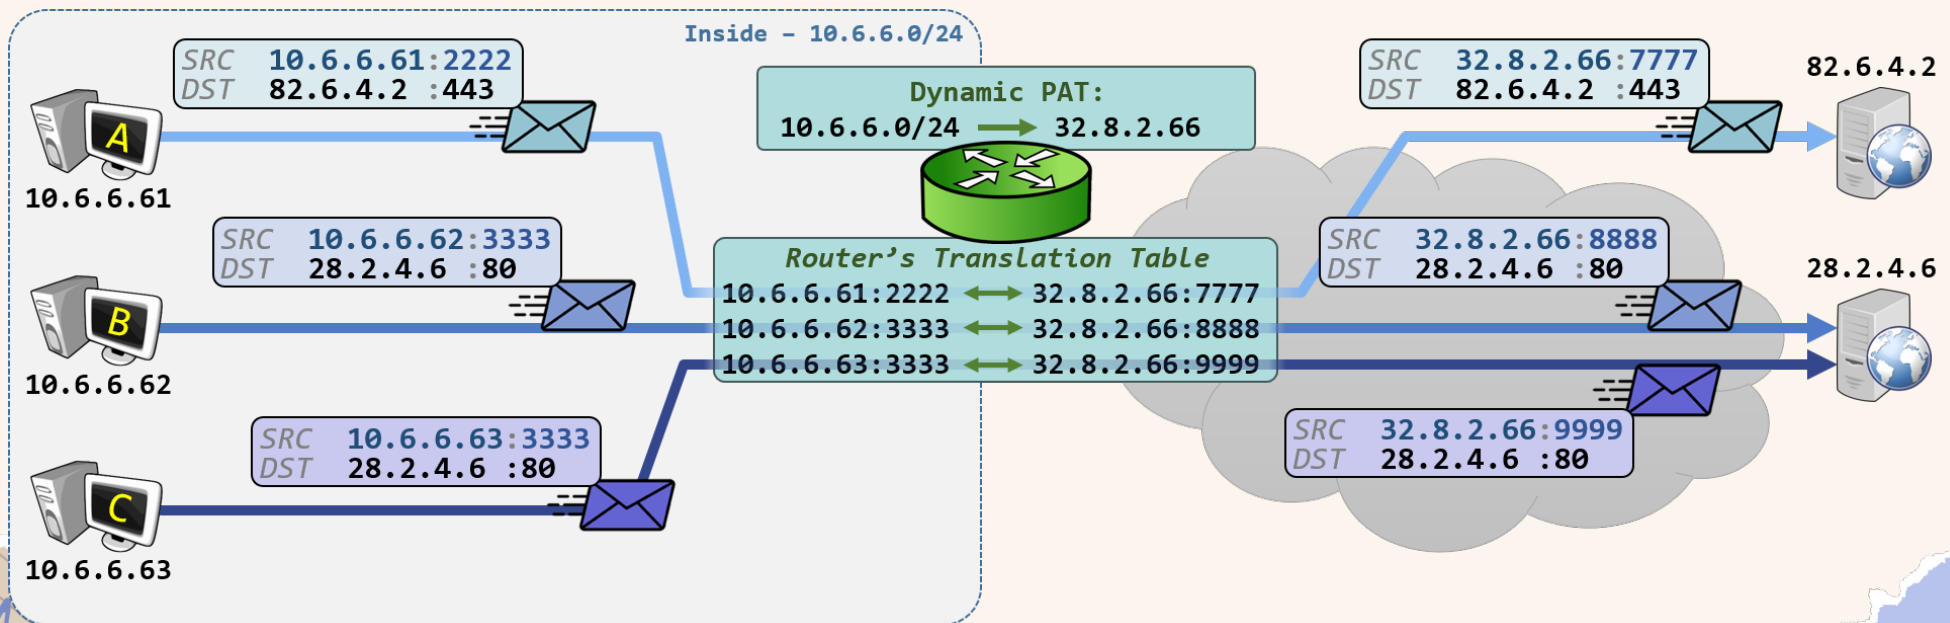 Inside – 10.6.6.0/24
SRC 10.6.6.61:2222
DST 82.6.4.2 :443
A
10.6.6.61
SRC 10.6.6.62:3333
DST 28.2.4.6 :80
B
10.6.6.62
SRC 10.6.6.63:3333
DST 28.2.4.6 :80
C
10.6.6.63
Dynamic PAT:
10.6.6.0/24 32.8.2.66
Router’s Translation Table
10.6.6.61:2222 32.8.2.66:7777
10.6.6.62:3333 32.8.2.66:8888
10.6.6.63:3333 32.8.2.66:9999
SRC 32.8.2.66:7777
DST 82.6.4.2 :443
82.6.4.2
SRC 32.8.2.66:8888
DST 28.2.4.6 :80
28.2.4.6
SRC 32.8.2.66:9999
DST 28.2.4.6 :80